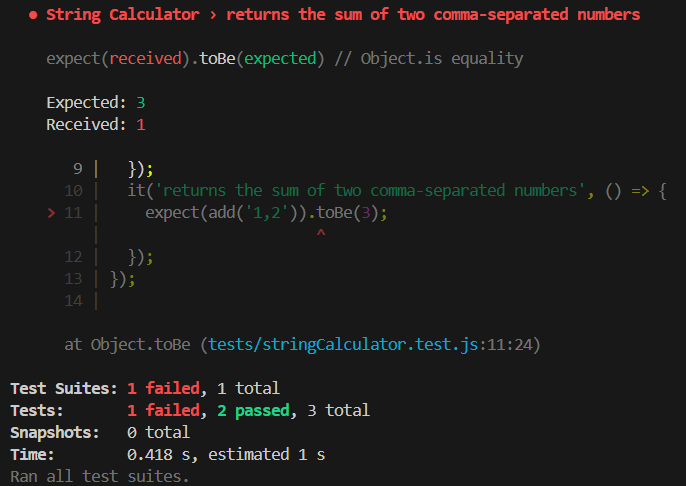 ● String Calculator › returns the sum of two comma-separated numbers
expect(received).toBe(expected) // Object.is equality
Expected: 3
Received: 1
9 |   });
10 |   it('returns the sum of two comma-separated numbers', () => {
> 11 |     expect(add('1,2')).toBe(3);
|                        ^
12 |   });
13 | });
14 |
at Object.toBe (tests/stringCalculator.test.js:11:24)
Test Suites: 1 failed, 1 total
Tests:       1 failed, 2 passed, 3 total
Snapshots:   0 total
Time:        0.418 s, estimated 1 s
Ran all test suites.